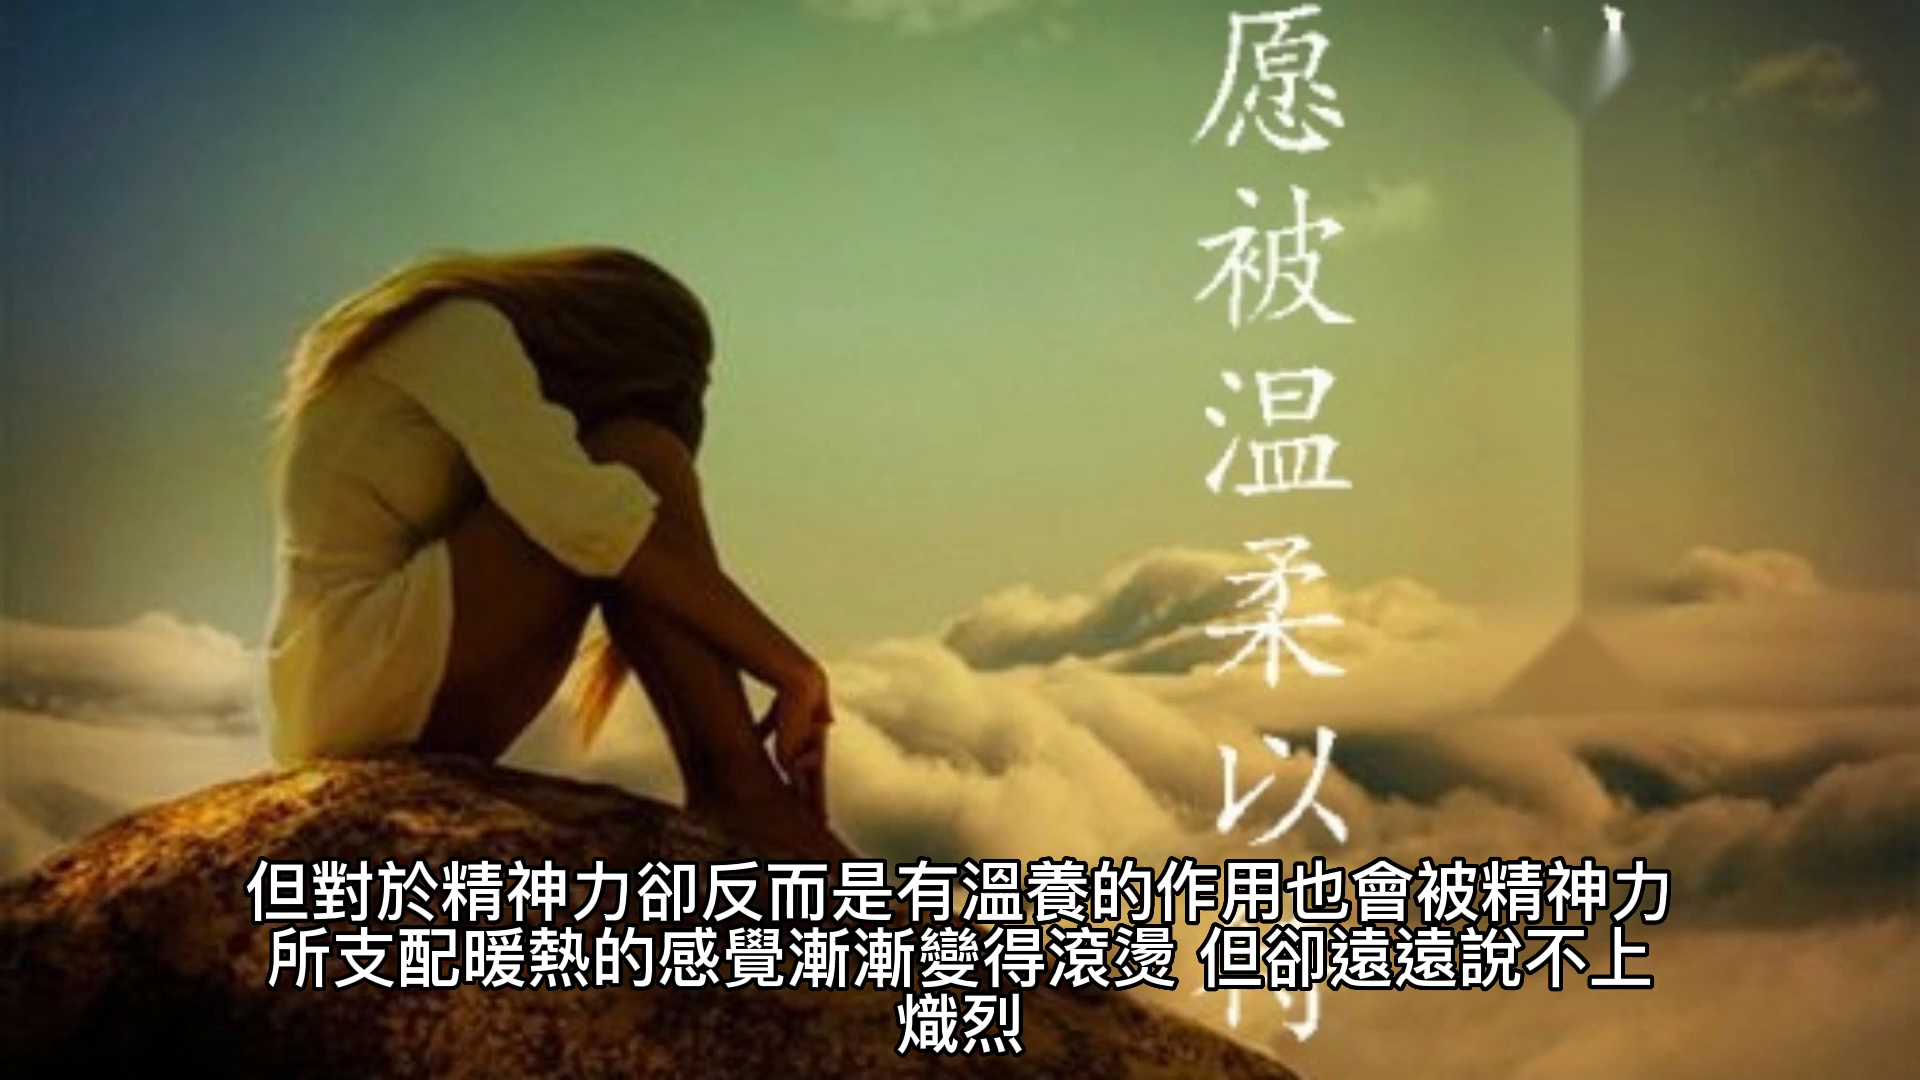 愿被温柔以待
但對於精神力卻反而是有溫養的作用也會被精神力
所支配暖熱的感覺漸漸變得滾燙 但卻遠遠說不上
熾烈